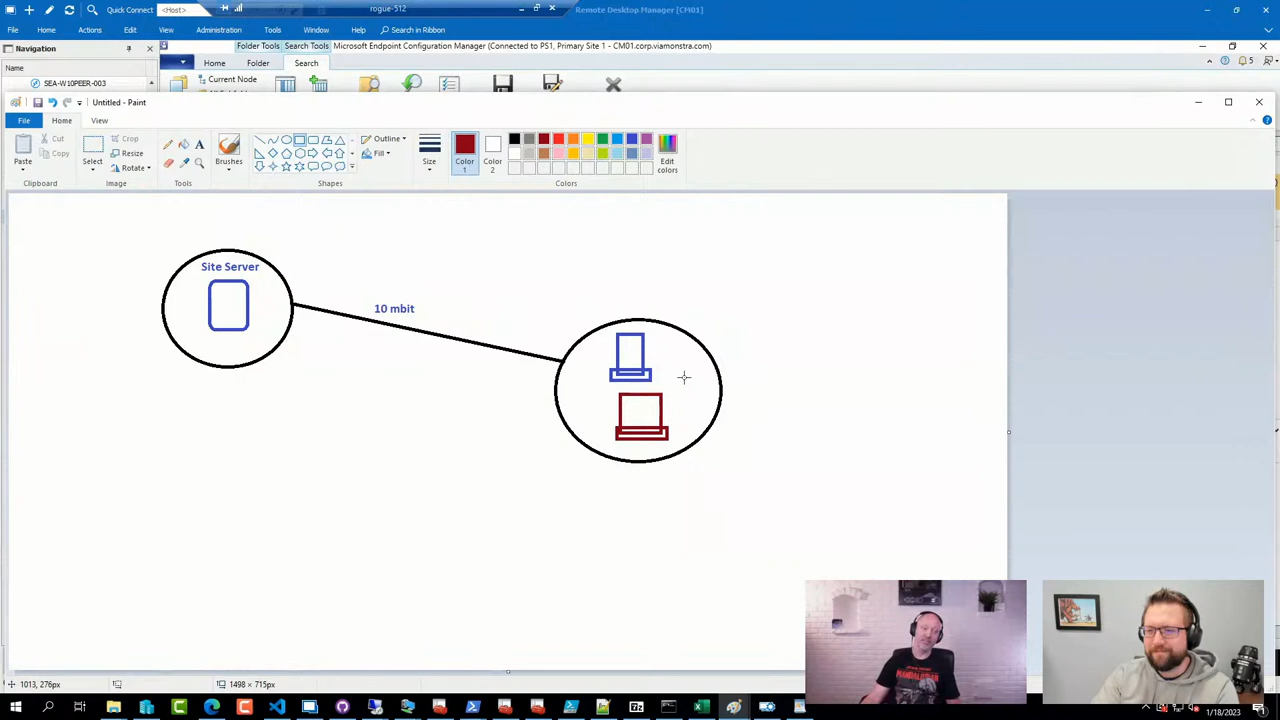 Quick Connect
<Host>
rogue-512
Remote Desktop Manager [CM01]
File
Home
Actions
Edit
View
Administration
Tools
Window
Help
Search in Ribbon
Navigation
Folder Tools
Search Tools
Microsoft Endpoint Configuration Manager (Connected to PS1, Primary Site 1 - CM01.corp.viamonstra.com)
Name
Home
Folder
Search
5
SEA-W10PEER-003
Current Node
Untitled - Paint
File
Home
View
Paste
Cut
Copy
Select
Crop
Resize
Rotate
Brushes
Outline
Fill
Size
Color
1
Color
2
Edit
colors
Clipboard
Image
Tools
Shapes
Colors
Site Server
10 mbit
1013, 276px
1498 × 715px
1/18/2023